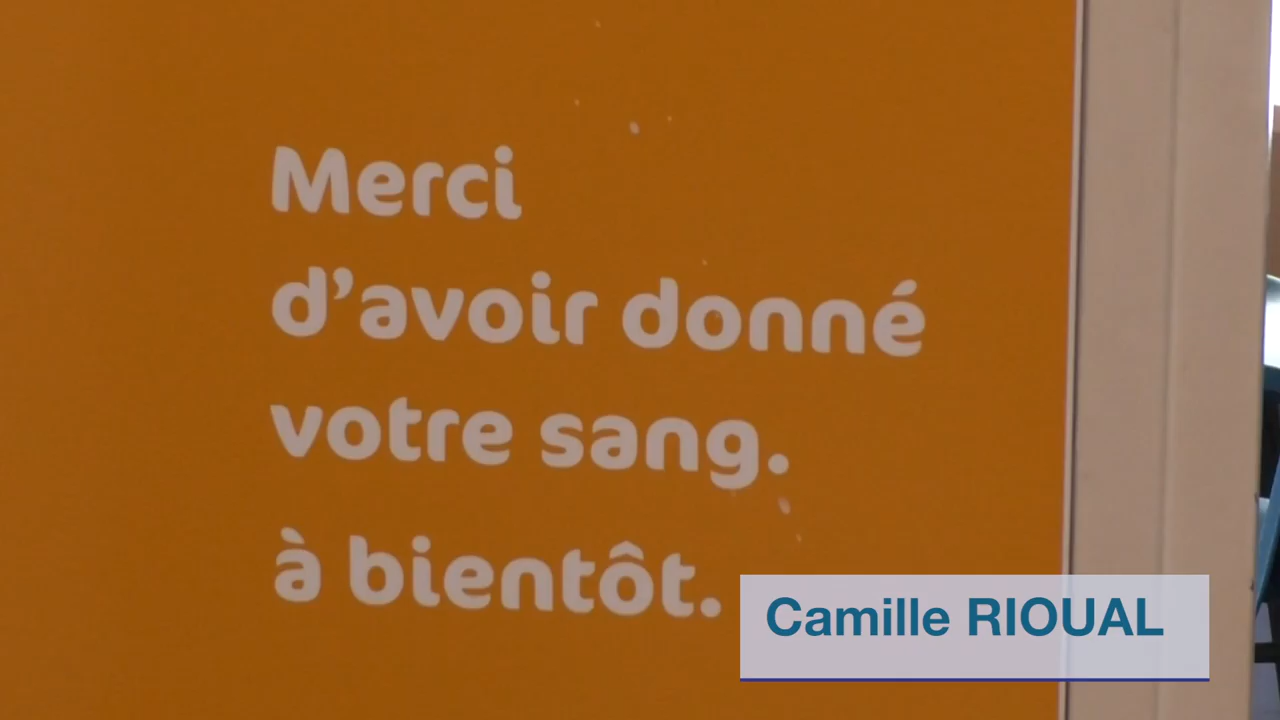 Merci
d’avoir donné
votre sang.
à bientôt.
Camille RIOUAL